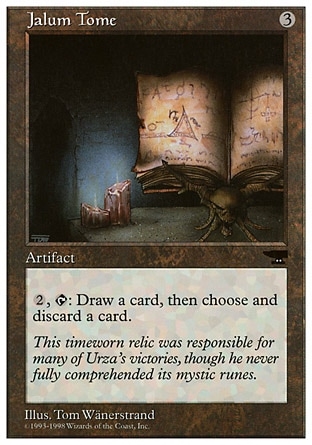 Jalum Tome 3
Artifact
2, : Draw a card, then choose and
discard a card.
This timeworn relic was responsible for
many of Urza's victories, though he never
fully comprehended its mystic runes.
Illus. Tom Wänerstrand
© 1993-1998 Wizards of the Coast, Inc.